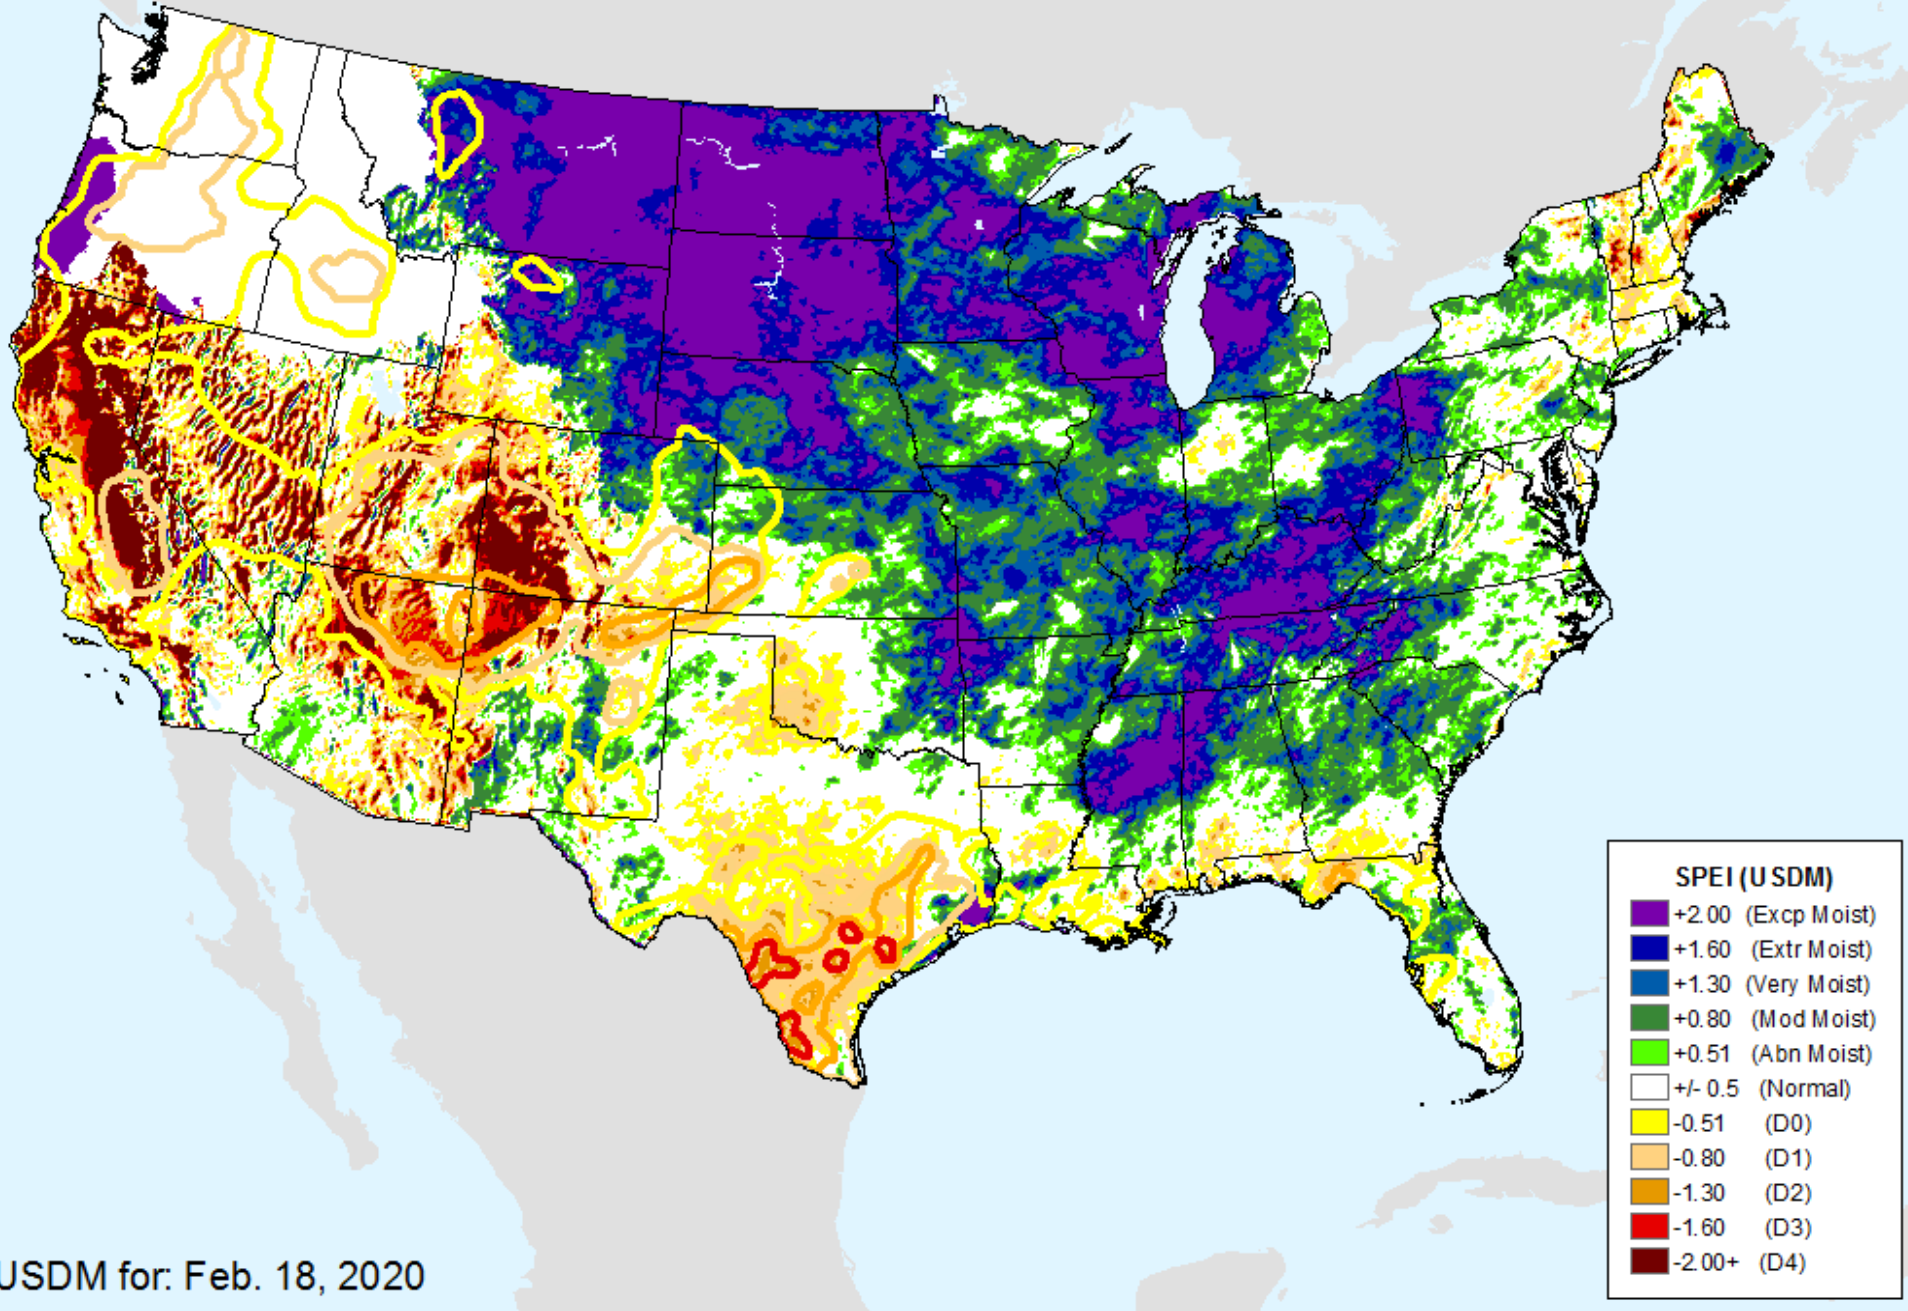 SPEI (USDM)
+2.00 (Excp Moist)
+1.60 (Extr Moist)
+1.30 (Very Moist)
+0.80 (Mod Moist)
+0.51 (Abn Moist)
+/- 0.5 (Normal)
-0.51 (D0)
-0.80 (D1)
-1.30 (D2)
-1.60 (D3)
-2.00+ (D4)
USDM for: Feb. 18, 2020